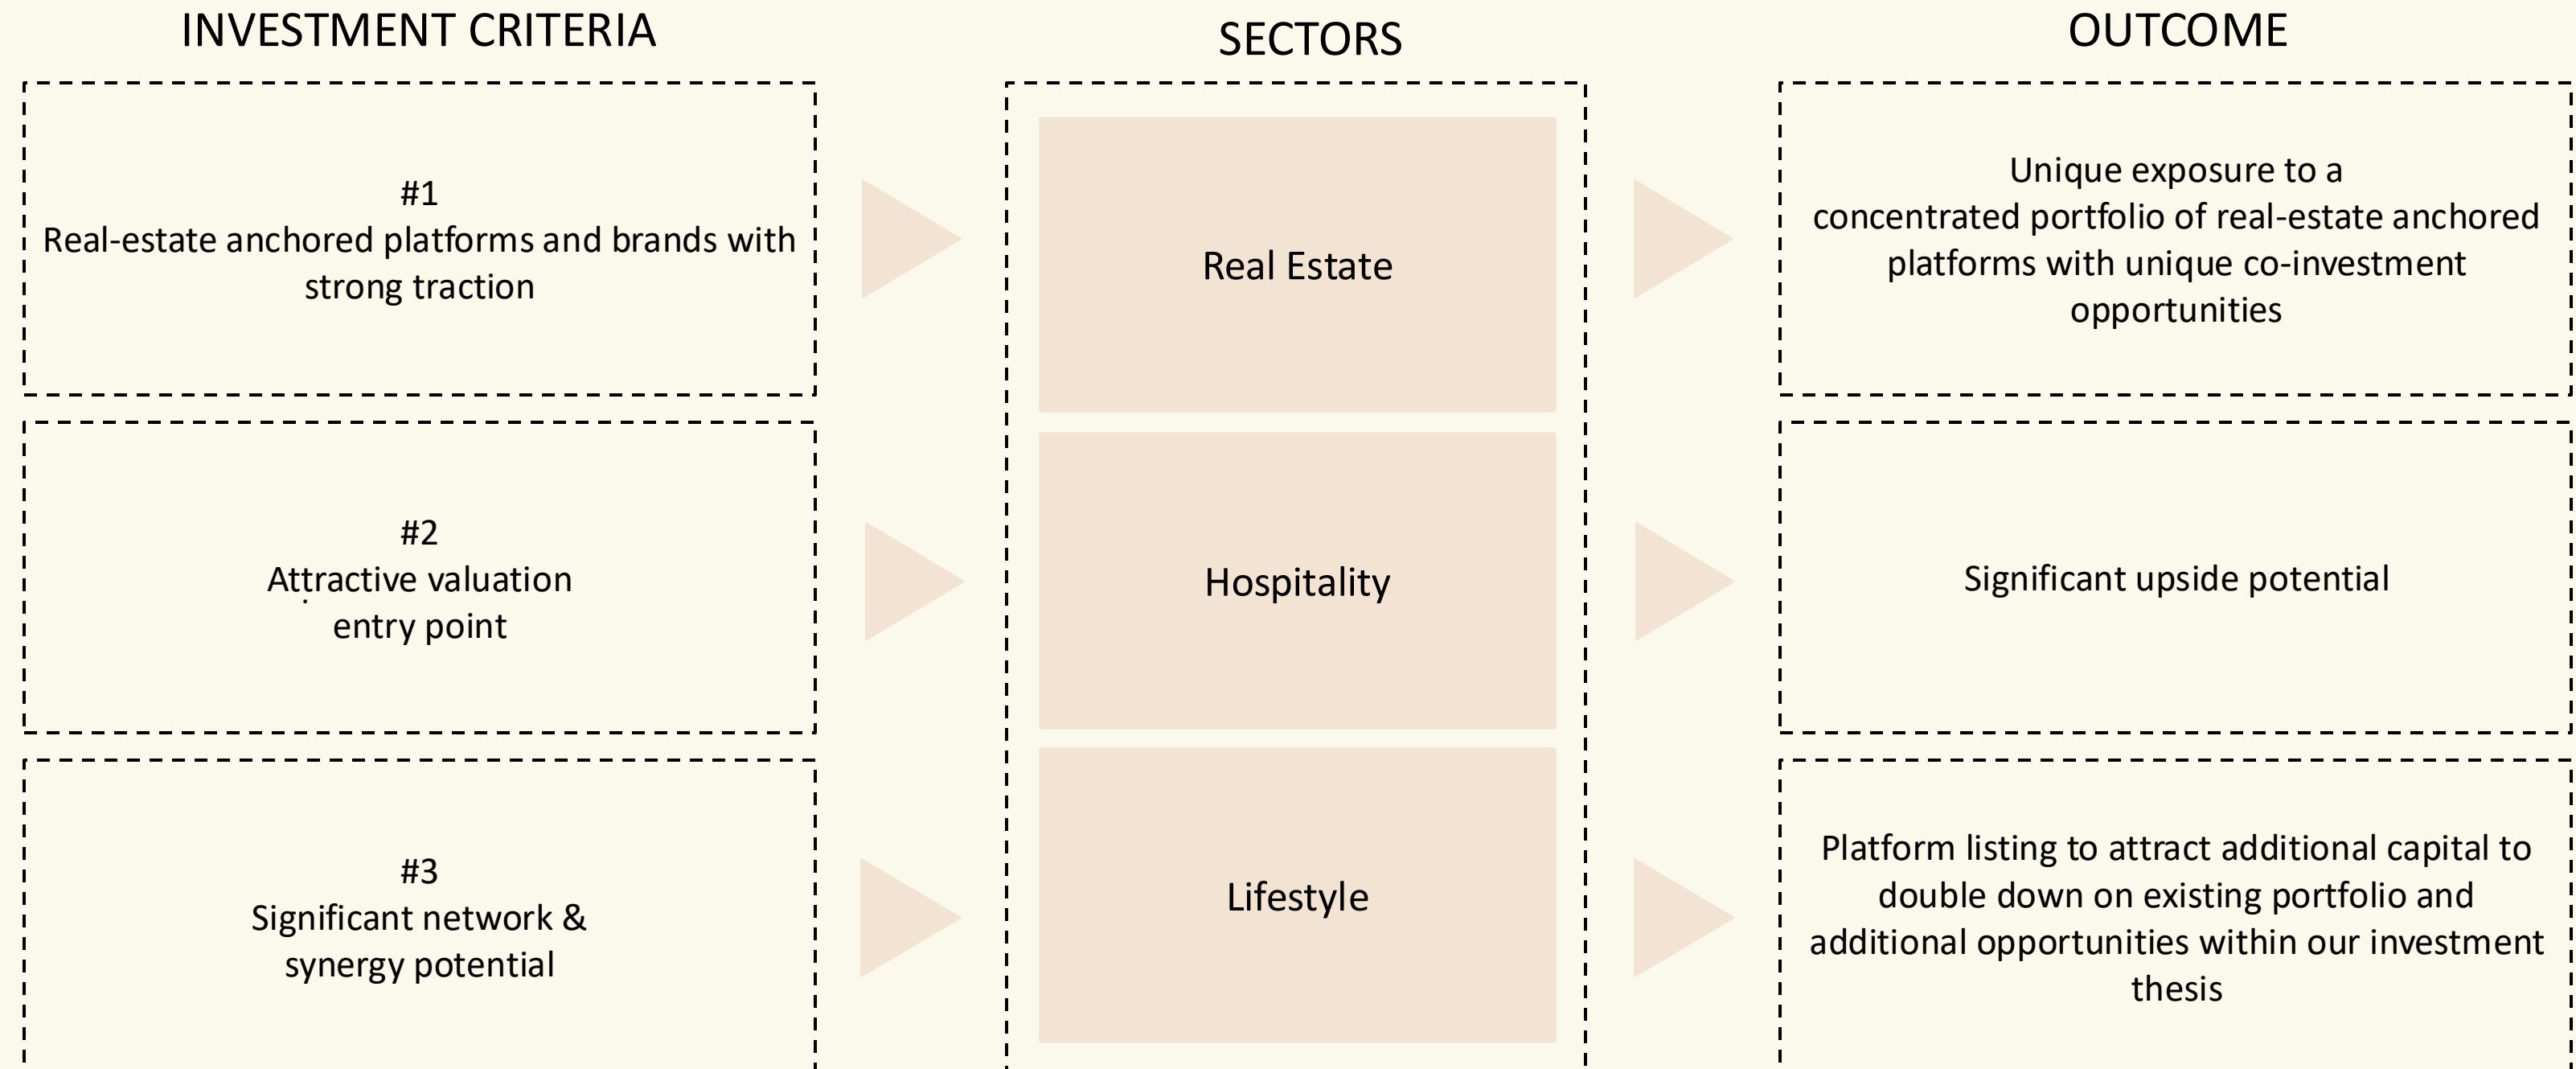 INVESTMENT CRITERIA
SECTORS
OUTCOME
#1
Real-estate anchored platforms and brands with
strong traction
Real Estate
Unique exposure to a
concentrated portfolio of real-estate anchored
platforms with unique co-investment
opportunities
#2
Attractive valuation
entry point
Hospitality
Significant upside potential
#3
Significant network &
synergy potential
Lifestyle
Platform listing to attract additional capital to
double down on existing portfolio and
additional opportunities within our investment
thesis